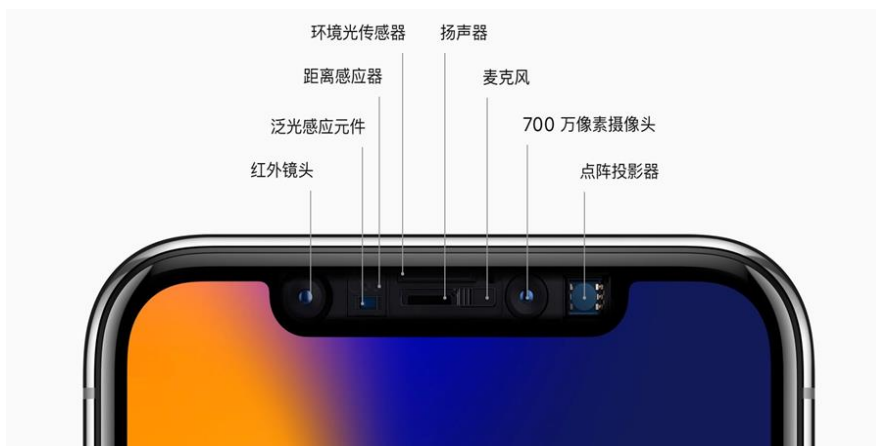 环境光传感器
扬声器
距离感应器
麦克风
泛光感应元件
700 万像素摄像头
红外镜头
点阵投影器